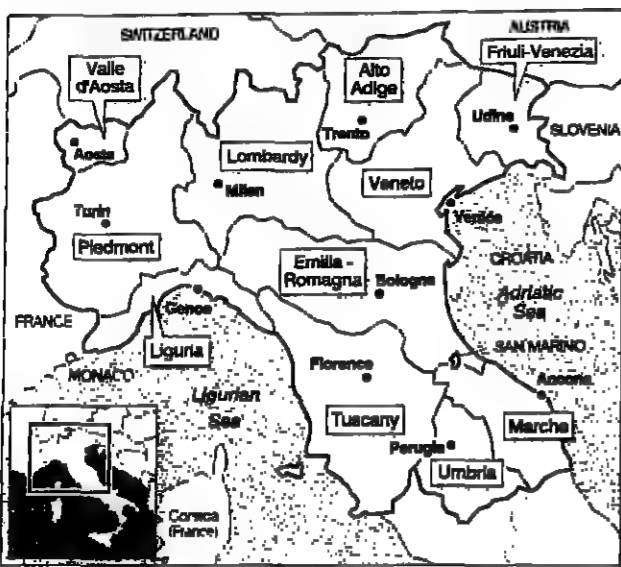 SWITZERLAND
AUSTRIA
Valle
d'Aosta
Alto
Adige
Friuli-Venezia
Udine
SLOVENIA
Aosta
Trento
Lombardy
Milan
Veneto
Venice
Turin
Piedmont
Emilia -
Romagna
Bologna
CROATIA
Adriatic
Sea
Genoa
FRANCE
Liguria
MONACO
Ligurian
Sea
Florence
SAN MARINO
Ancona
Tuscany
Marche
Perugia
Umbria
Corsica
(France)